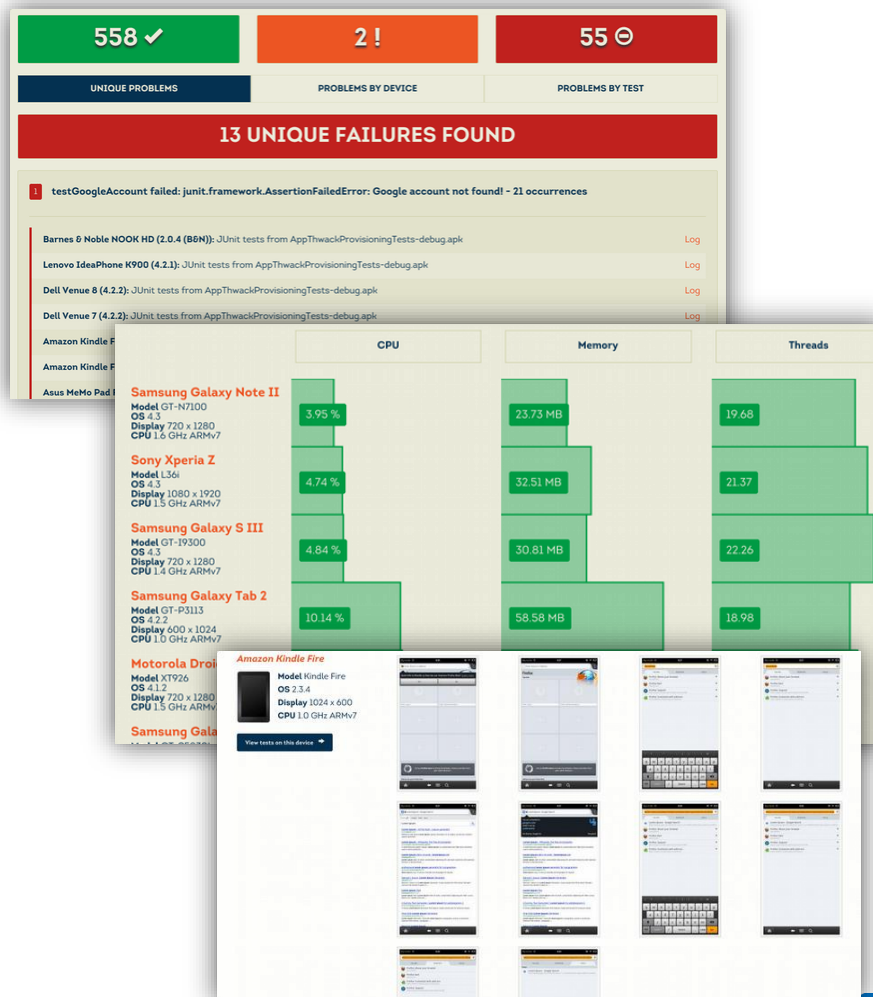 558
2 !
55
UNIQUE PROBLEMS
PROBLEMS BY DEVICE
PROBLEMS BY TEST
13 UNIQUE FAILURES FOUND
1 testGoogleAccount failed: junit.framework.AssertionFailedError: Google account not found! - 21 occurrences
Barnes & Noble NOOK HD (2.0.4 (B&N)): JUnit tests from AppThwackProvisioningTests-debug.apk Log
Lenovo IdeaPhone K900 (4.2.1): JUnit tests from AppThwackProvisioningTests-debug.apk Log
Dell Venue 8 (4.2.2): JUnit tests from AppThwackProvisioningTests-debug.apk Log
Dell Venue 7 (4.2.2): JUnit tests from AppThwackProvisioningTests-debug.apk Log
Amazon Kindle F
Amazon Kindle F
Asus MeMo Pad
CPU
Memory
Threads
Samsung Galaxy Note II
Model GT-N7100
OS 4.3
Display 720 x 1280
CPU 1.6 GHz ARMv7
3.95 %
23.73 MB
19.68
Sony Xperia Z
Model L36i
OS 4.3
Display 1080 x 1920
CPU 1.5 GHz ARMv7
4.74 %
32.51 MB
21.37
Samsung Galaxy S III
Model GT-I9300
OS 4.3
Display 720 x 1280
CPU 1.4 GHz ARMv7
4.84 %
30.81 MB
22.26
Samsung Galaxy Tab 2
Model GT-P3113
OS 4.2.2
Display 600 x 1024
CPU 1.0 GHz ARMv7
10.14 %
58.58 MB
18.98
Motorola Droi
Model XT926
OS 4.1.2
Display 720 x 1280
CPU 1.5 GHz ARMv
Samsung Gala
Amazon Kindle Fire
Model Kindle Fire
OS 2.3.4
Display 1024 x 600
CPU 1.0 GHz ARMv7
View tests on this device